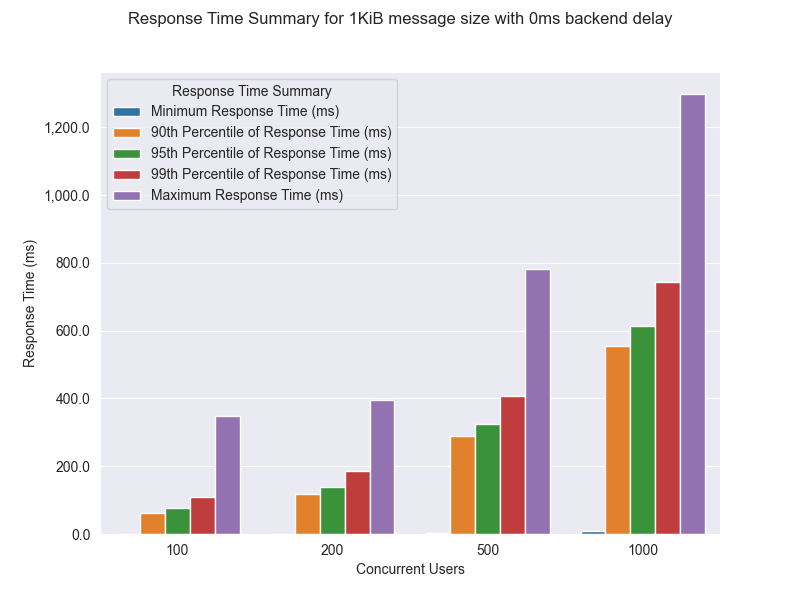 Response Time Summary for 1KiB message size with 0ms backend delay
Response Time Summary
Minimum Response Time (ms)
90th Percentile of Response Time (ms)
95th Percentile of Response Time (ms)
99th Percentile of Response Time (ms)
Maximum Response Time (ms)
Response Time (ms)
1,200.0
1,000.0
800.0
600.0
400.0
200.0
0.0
100 200 500 1000
Concurrent Users